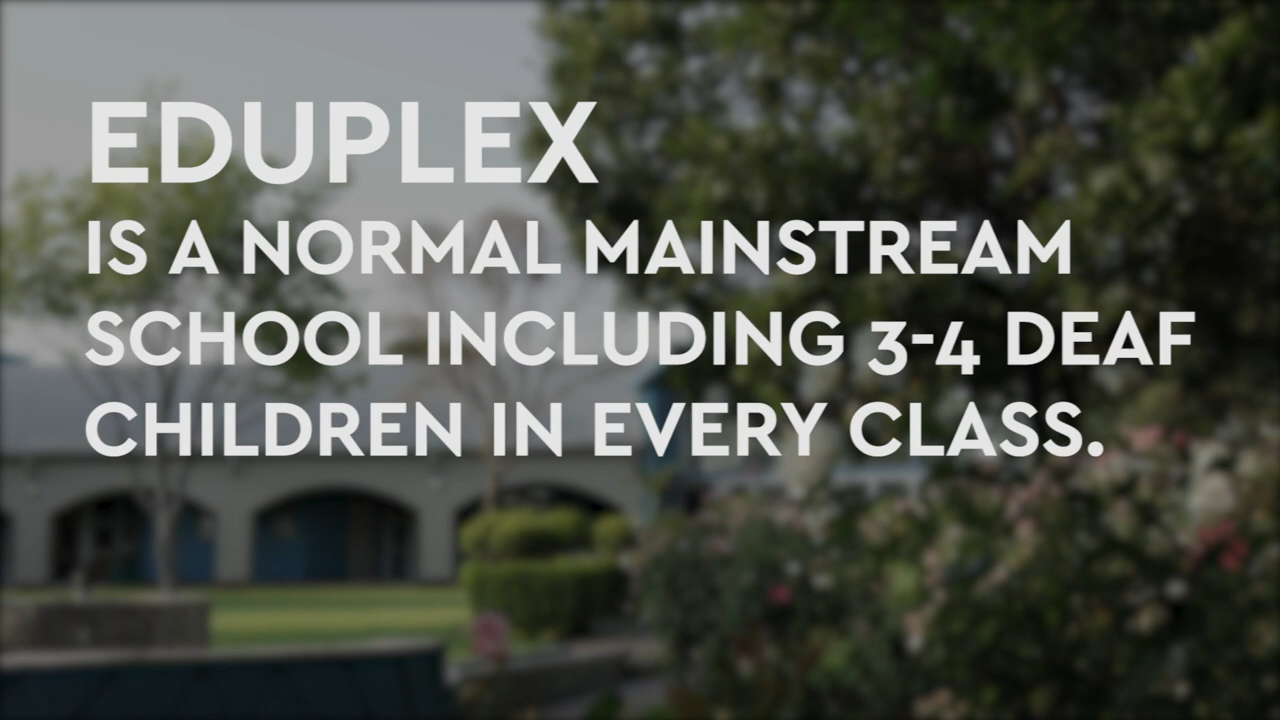 EDUPLEX
IS A NORMAL MAINSTREAM
SCHOOL INCLUDING 3-4 DEAF
CHILDREN IN EVERY CLASS.